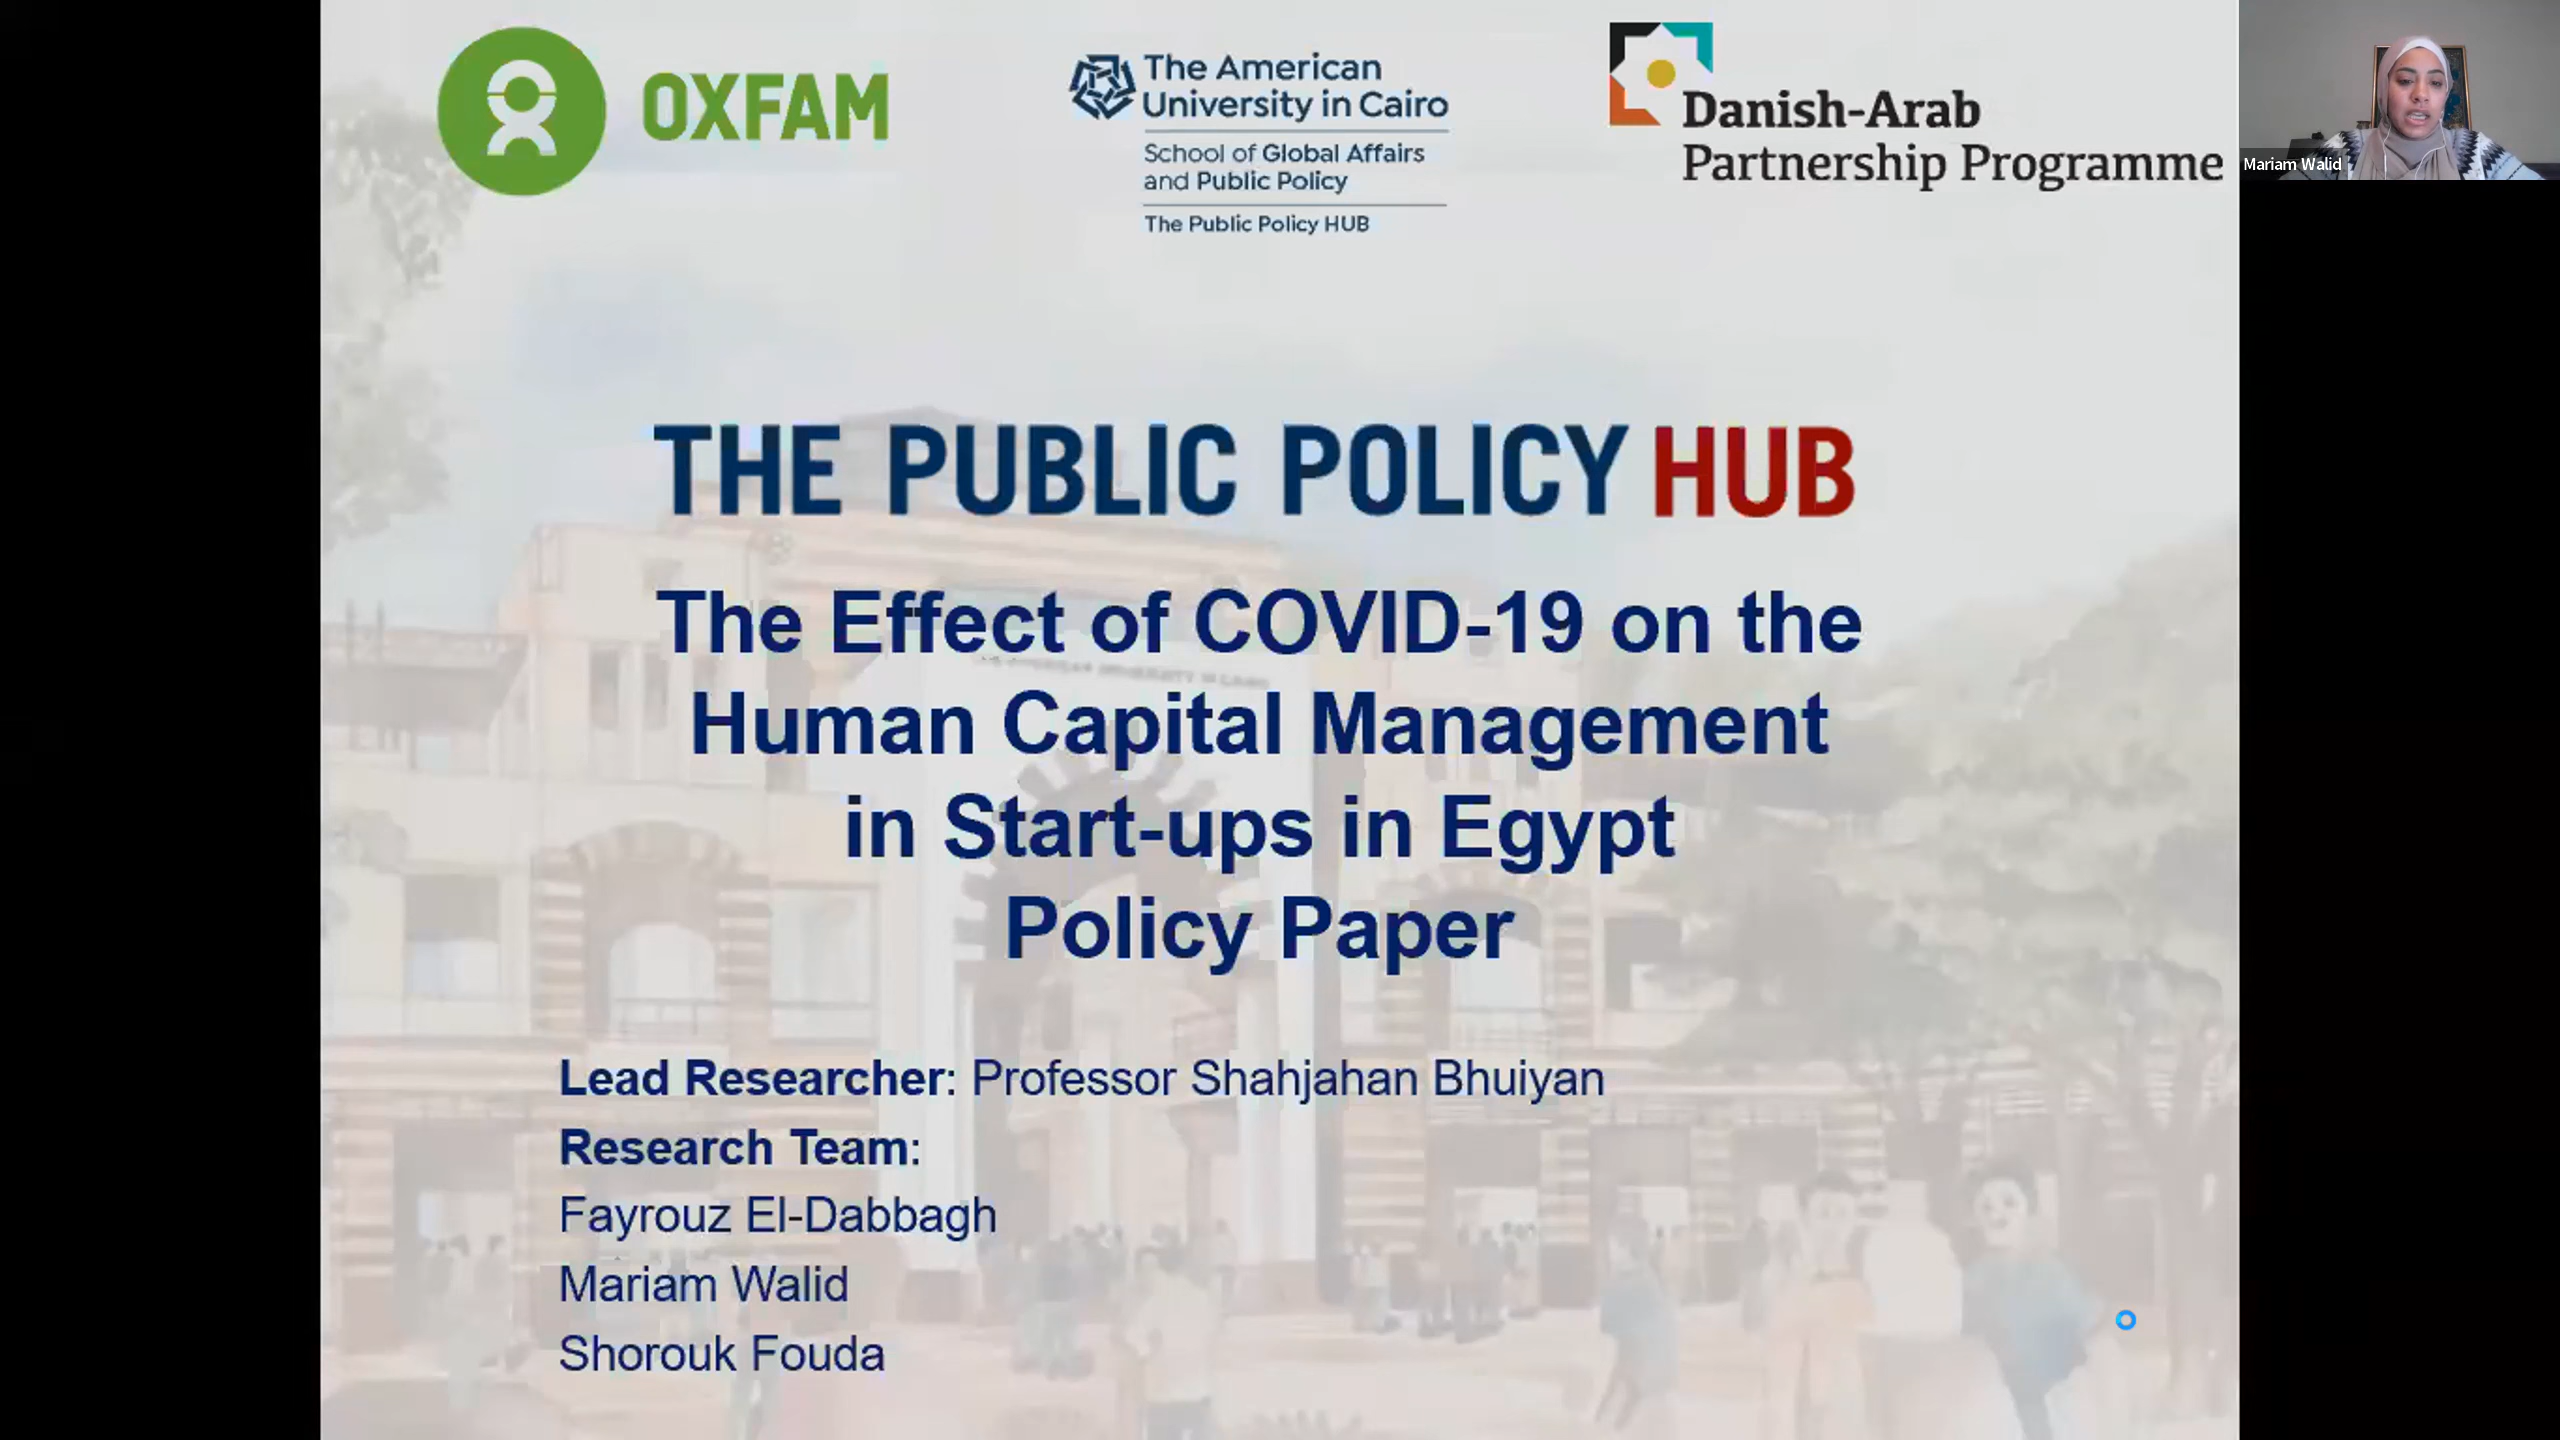 OXFAM
The American
University in Cairo
School of Global Affairs
and Public Policy
The Public Policy HUB
Danish-Arab
Partnership Programme
Mariam Walid
THE PUBLIC POLICY HUB
The Effect of COVID-19 on the
Human Capital Management
in Start-ups in Egypt
Policy Paper
Lead Researcher: Professor Shahjahan Bhuiyan
Research Team:
Fayrouz El-Dabbagh
Mariam Walid
Shorouk Fouda